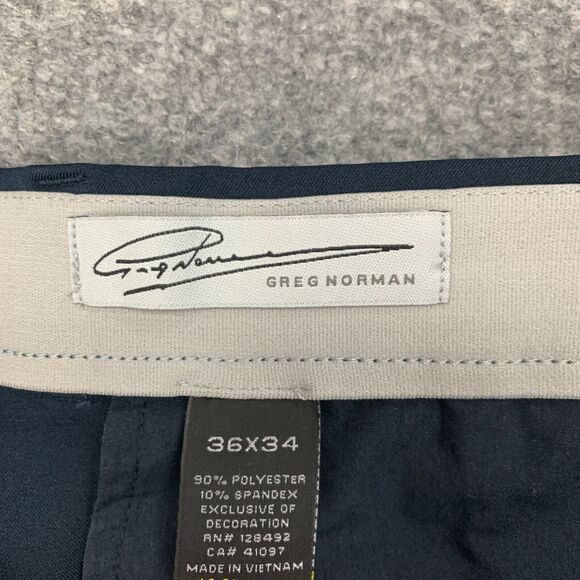 Greg Norman
GREG NORMAN
36X34
90% POLYESTER
10% SPANDEX
EXCLUSIVE OF
DECORATION
RN# 128492
CA# 41097
MADE IN VIETNAM